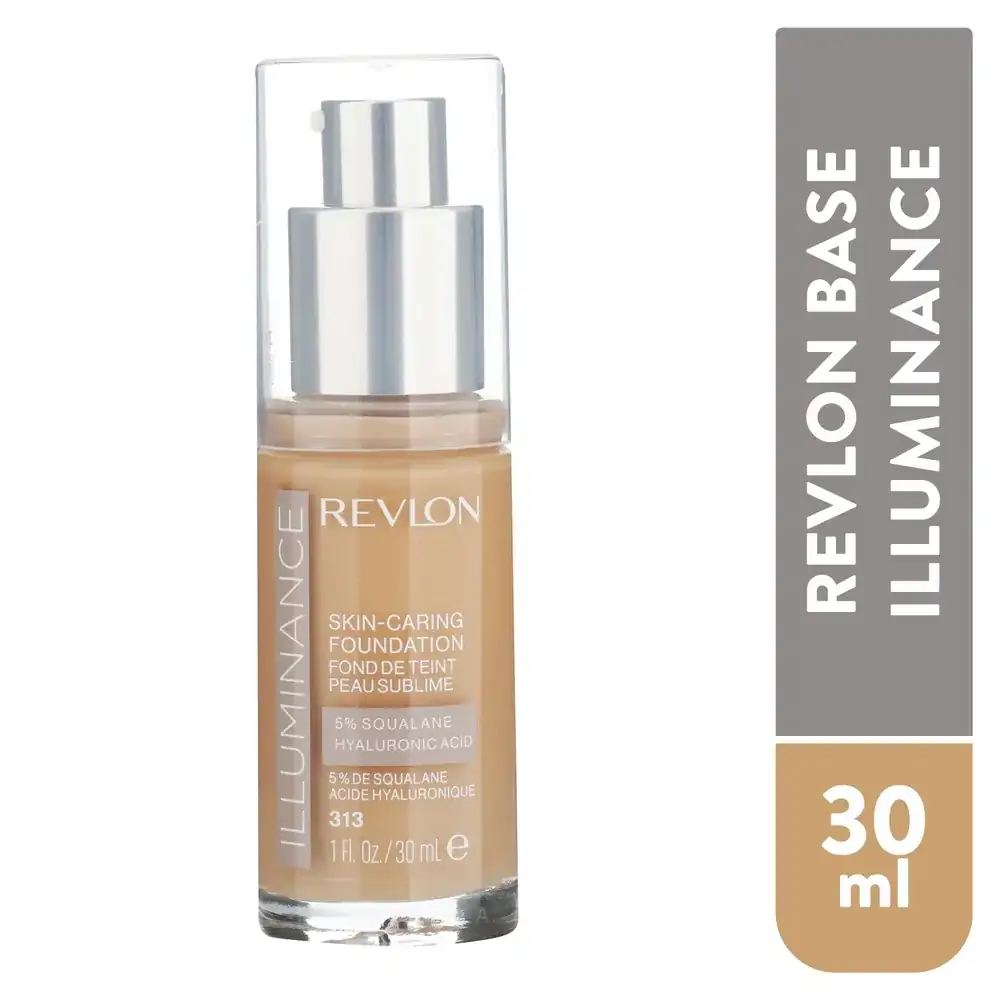 REVLON
ILLUMINANCE
SKIN-CARING
FOUNDATION
FOND DE TEINT
PEAU SUBLIME
5% SQUALANE
HYALURONIC ACID
5% DE SQUALANE
ACIDE HYALURONIQUE
313
1 Fl. Oz./30 mL e
REVLON BASE
ILLUMINANCE
30
ml